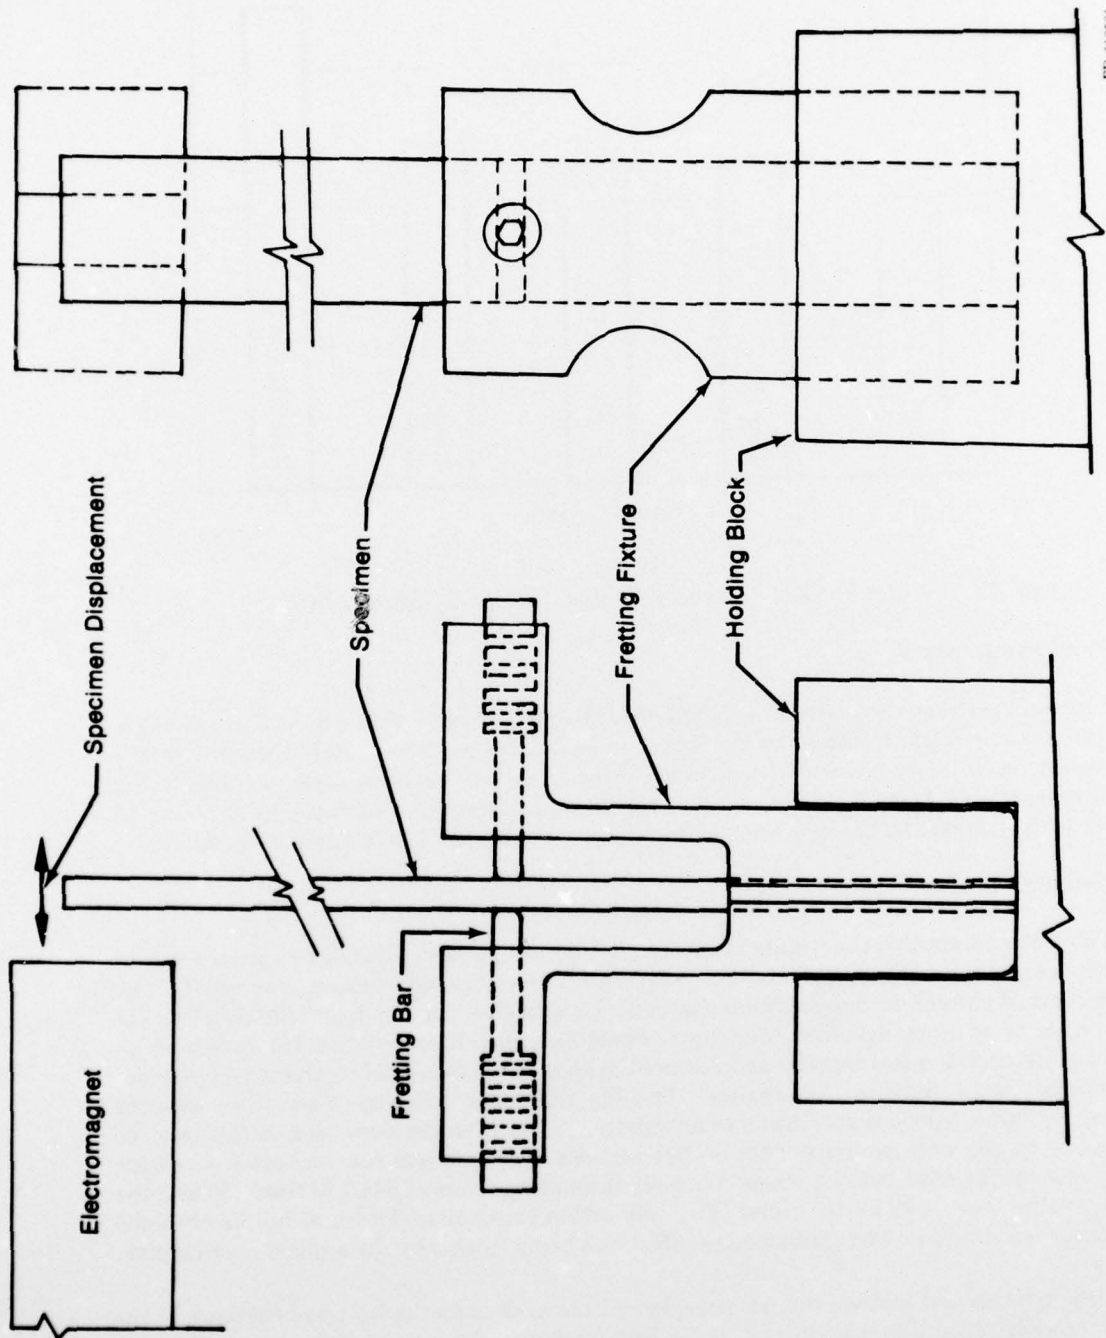 Electromagnet
Specimen Displacement
Fretting Bar
Specimen
Fretting Fixture
Holding Block